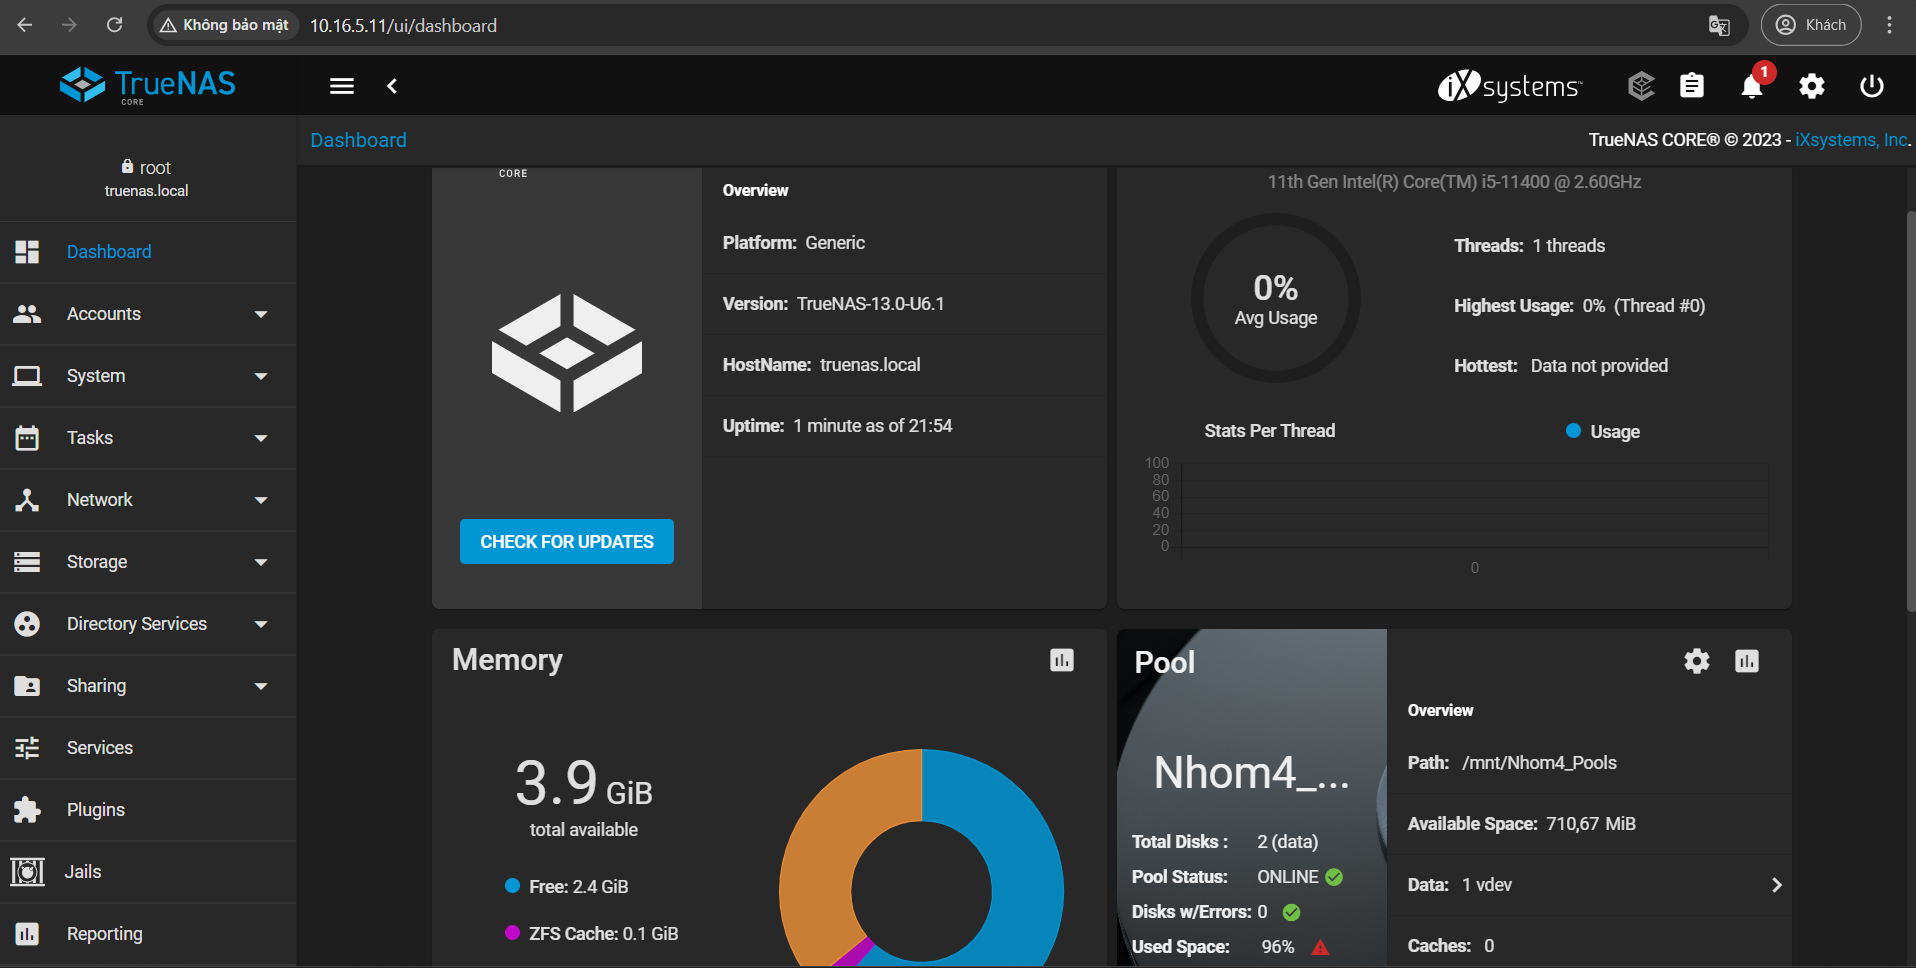 Không bảo mật
10.16.5.11/ui/dashboard
Khách
TrueNAS
CORE
iXsystems™
1
Dashboard
TrueNAS CORE® © 2023 - iXsystems, Inc.
root
truenas.local
Dashboard
Accounts
System
Tasks
Network
Storage
Directory Services
Sharing
Services
Plugins
Jails
Reporting
CORE
CHECK FOR UPDATES
Overview
Platform: Generic
Version: TrueNAS-13.0-U6.1
HostName: truenas.local
Uptime: 1 minute as of 21:54
11th Gen Intel(R) Core(TM) i5-11400 @ 2.60GHz
0%
Avg Usage
Threads: 1 threads
Highest Usage: 0% (Thread #0)
Hottest: Data not provided
Stats Per Thread
Usage
100
80
60
40
20
0
0
Memory
3.9 GiB
total available
Free: 2.4 GiB
ZFS Cache: 0.1 GiB
Pool
Nhom4_...
Total Disks : 2 (data)
Pool Status: ONLINE
Disks w/Errors: 0
Used Space: 96%
Overview
Path: /mnt/Nhom4_Pools
Available Space: 710,67 MiB
Data: 1 vdev
Caches: 0